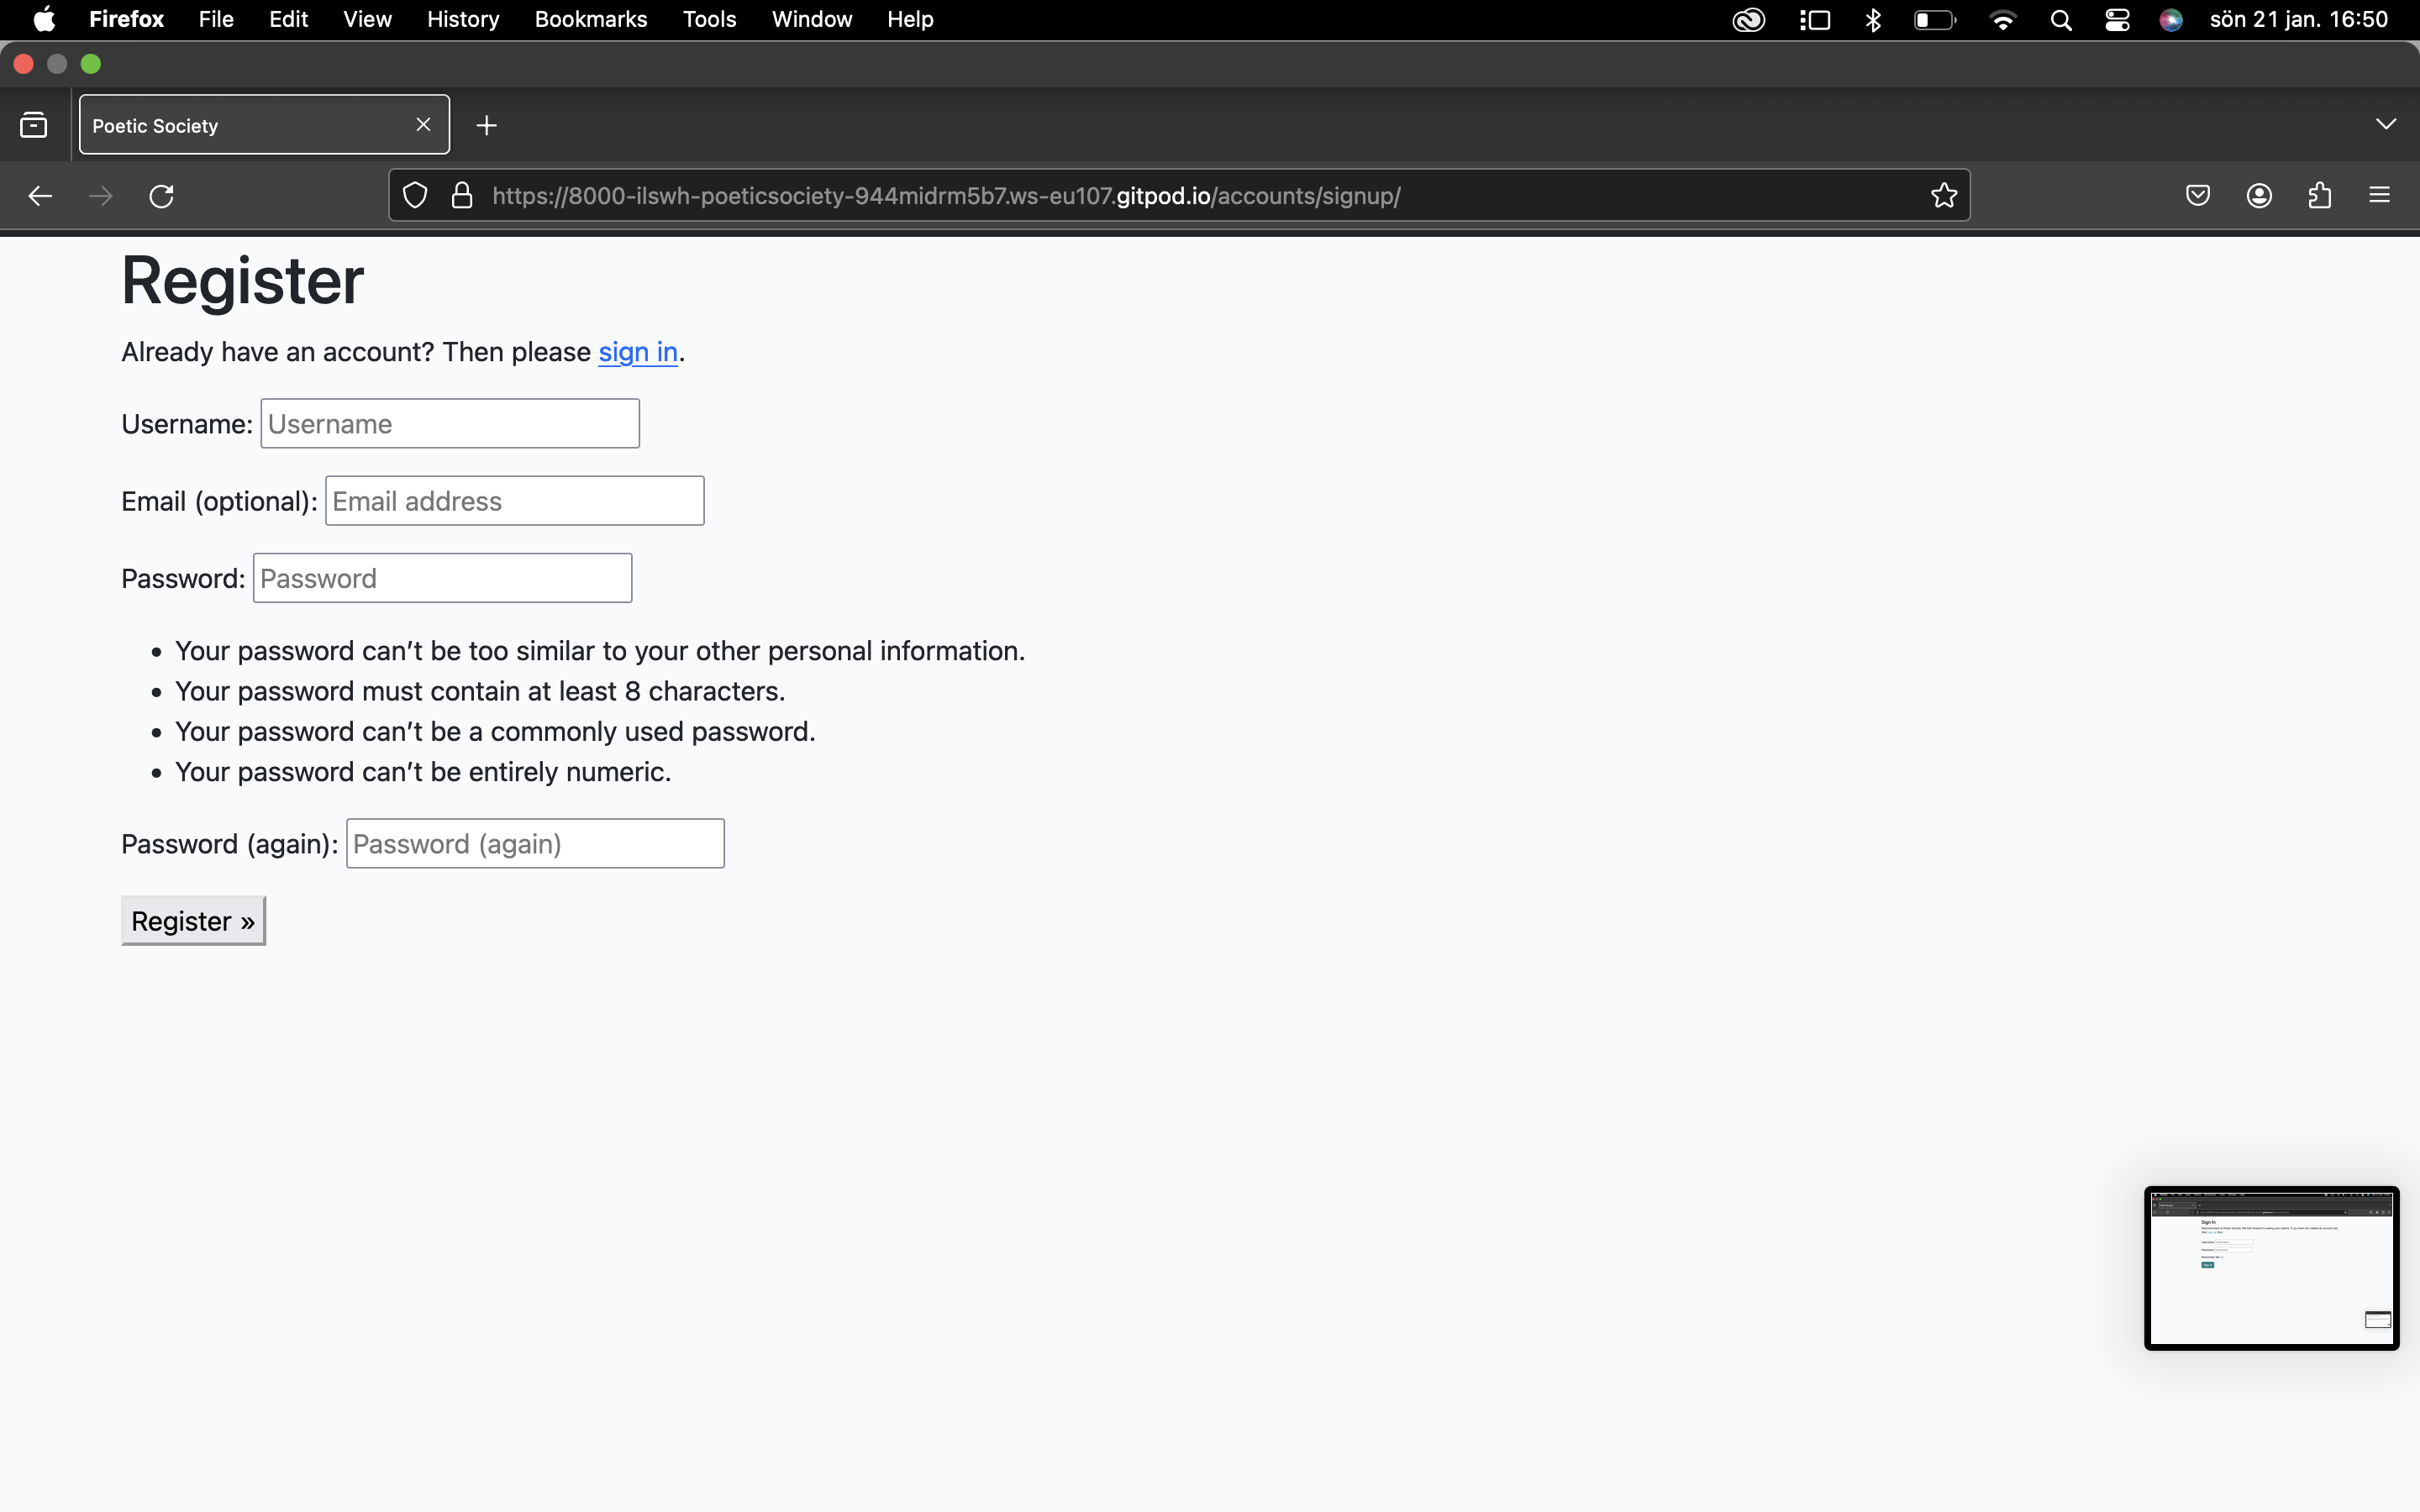 Firefox File Edit View History Bookmarks Tools Window Help sön 21 jan. 16:50
Poetic Society
https://8000-ilswh-poeticsociety-944midrm5b7.ws-eu107.gitpod.io/accounts/signup/
Register
Already have an account? Then please sign in.
Username: Username
Email (optional): Email address
Password: Password
• Your password can’t be too similar to your other personal information.
• Your password must contain at least 8 characters.
• Your password can’t be a commonly used password.
• Your password can’t be entirely numeric.
Password (again): Password (again)
Register »
Sign In